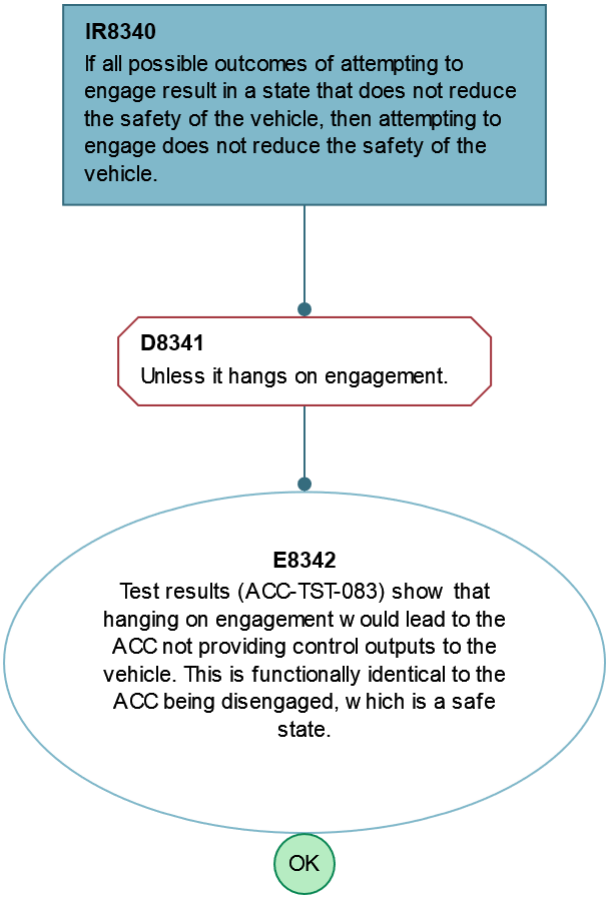 IR8340
If all possible outcomes of attempting to
engage result in a state that does not reduce
the safety of the vehicle, then attempting to
engage does not reduce the safety of the
vehicle.
D8341
Unless it hangs on engagement.
E8342
Test results (ACC-TST-083) show that
hanging on engagement would lead to the
ACC not providing control outputs to the
vehicle. This is functionally identical to the
ACC being disengaged, which is a safe
state.
OK